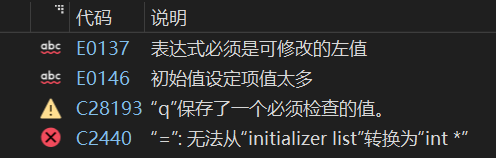 代码 说明
abc E0137 表达式必须是可修改的左值
abc E0146 初始值设定项值太多
C28193 “q”保存了一个必须检查的值。
C2440 “=”: 无法从“initializer list”转换为“int *”